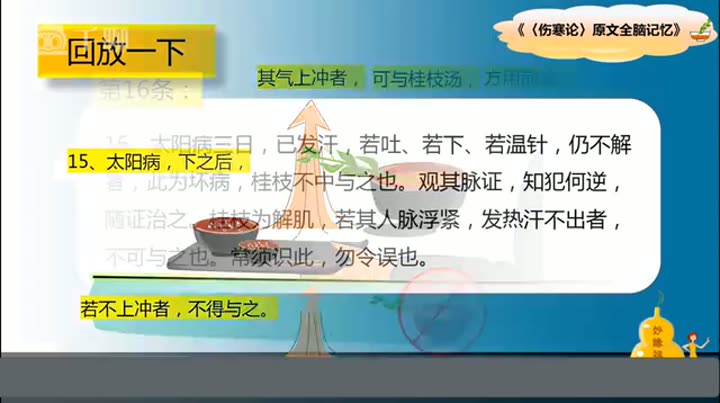 千聊
《〈伤寒论〉原文全脑记忆》
回放一下
其气上冲者，可与桂枝汤，方用前
第16条：
16、太阳病三日，已发汗，若吐、若下、若温针，仍不解
15、太阳病，下之后，
者，此为坏病，桂枝不中与之也。观其脉证，知犯何逆，
随证治之。桂枝为解肌，若其人脉浮紧，发热汗不出者，
不可与之也。常须识此，勿令误也。
若不上冲者，不得与之。
妙缘